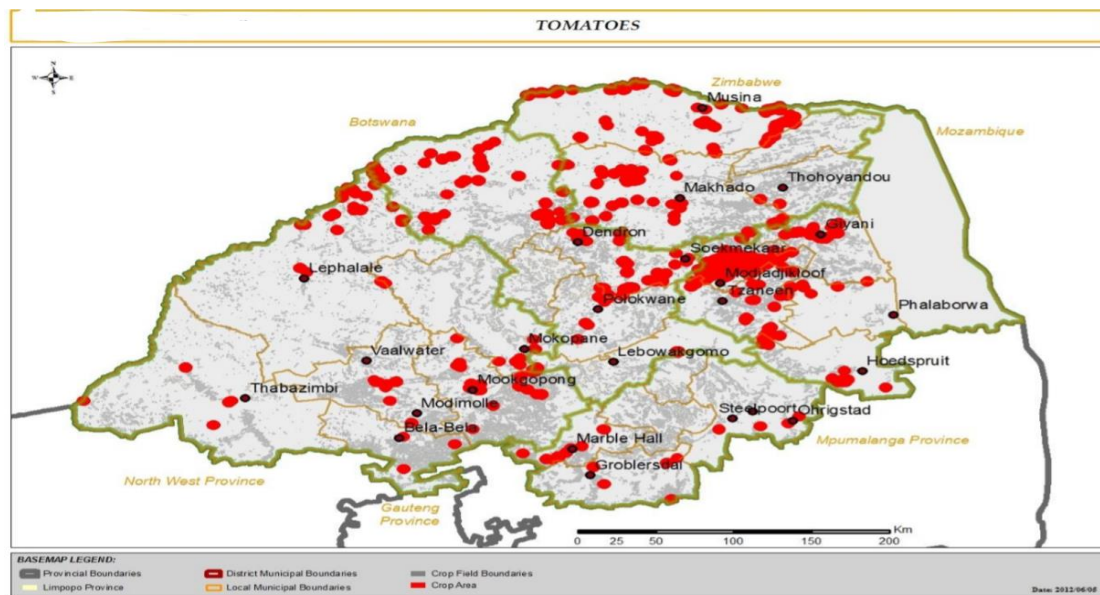 TOMATOES
N
W E
S
Zimbabwe
Musina
Botswana
Mozambique
Makhado
Thohoyandou
Giyani
Dendron
Soekmekaar
Lephalale
Modjadjikloof
Tzaneen
Polokwane
Phalaborwa
Mokopane
Vaalwater
Lebowakgomo
Hoedspruit
Thabazimbi
Mookgopong
Modimolle
Steelpoort
Ohrigstad
Bela-Bela
Marble Hall
Mpumalanga Province
Groblersdal
North West Province
Gauteng
Province
Km
0 25 50 100 150 200
BASEMAP LEGEND:
Provincial Boundaries
District Municipal Boundaries
Crop Field Boundaries
Limpopo Province
Local Municipal Boundaries
Crop Area
Date: 2012/06/05